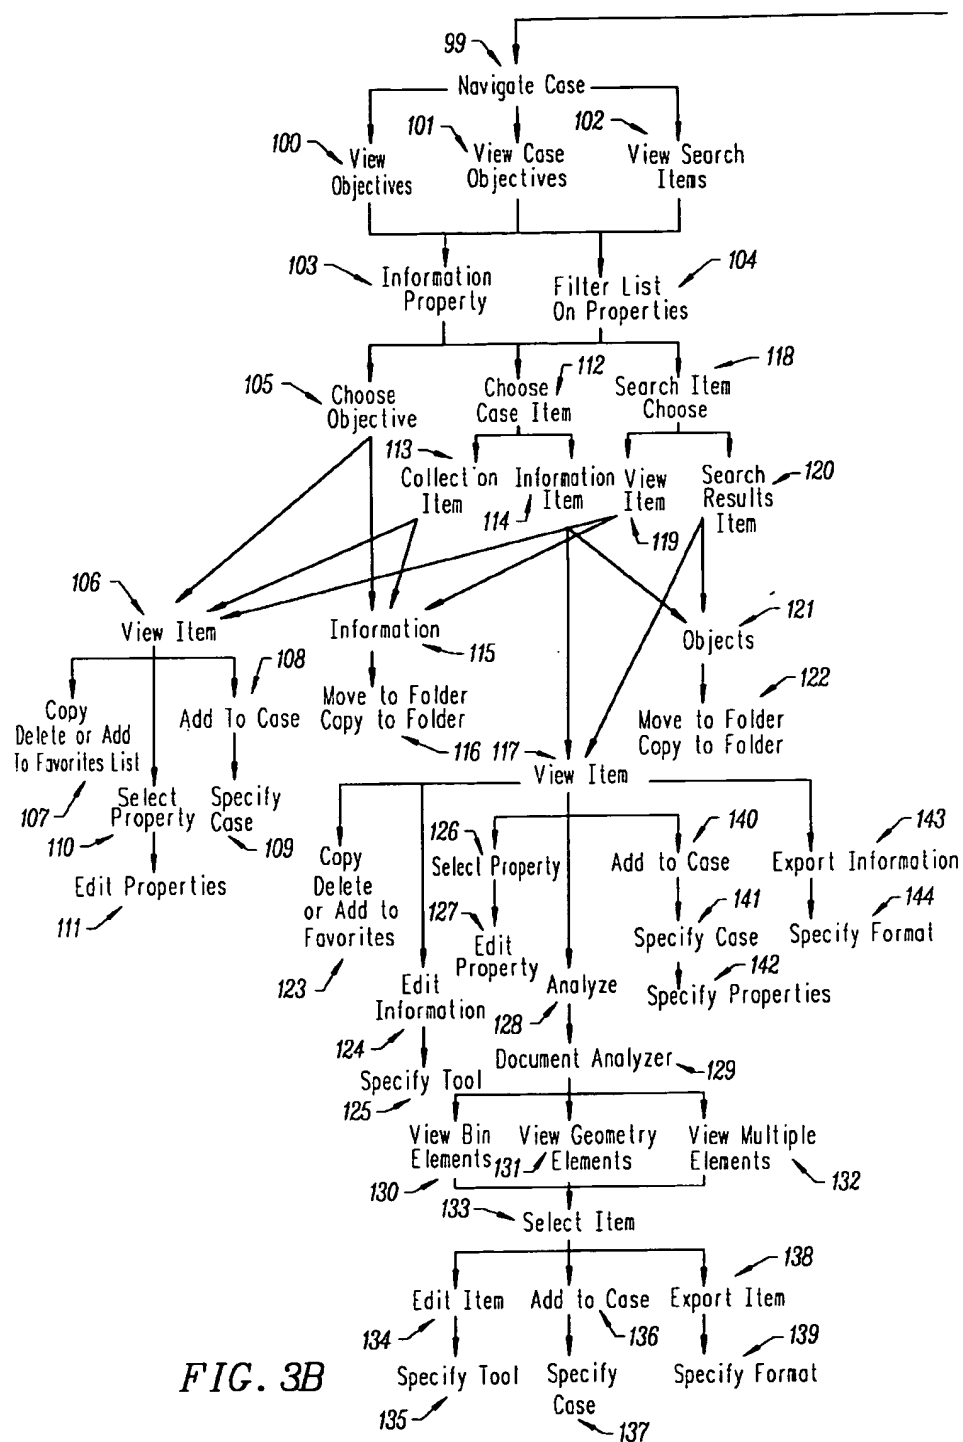 99
Navigate Case
100
101
102
View
Objectives
View Case
Objectives
View Search
Items
103
104
Information
Property
Filter List
On Properties
105
112
118
Choose
Objective
Choose
Case Item
Search Item
Choose
113
Collection
Item
Information
Item
114
View
Item
119
Search
Results
Item
120
106
View Item
Information
115
Objects
121
108
Copy
Delete or Add
To Favorites List
107
Add To Case
Move to Folder
Copy to Folder
116
117
122
Move to Folder
Copy to Folder
View Item
Select
Property
110
Specify
Case
109
Edit Properties
111
126
140
143
Copy
Delete
or Add to
Favorites
123
Select Property
127
Add to Case
141
Export Information
144
Edit
Property
Specify Case
142
Specify Format
Edit
Information
124
Analyze
128
Specify Properties
Document Analyzer
129
Specify Tool
125
View Bin
Elements
130
View Geometry
Elements
131
View Multiple
Elements
132
133
Select Item
138
Edit Item
134
Add to Case
136
Export Item
139
Specify Tool
135
Specify
Case
137
Specify Format
FIG. 3B